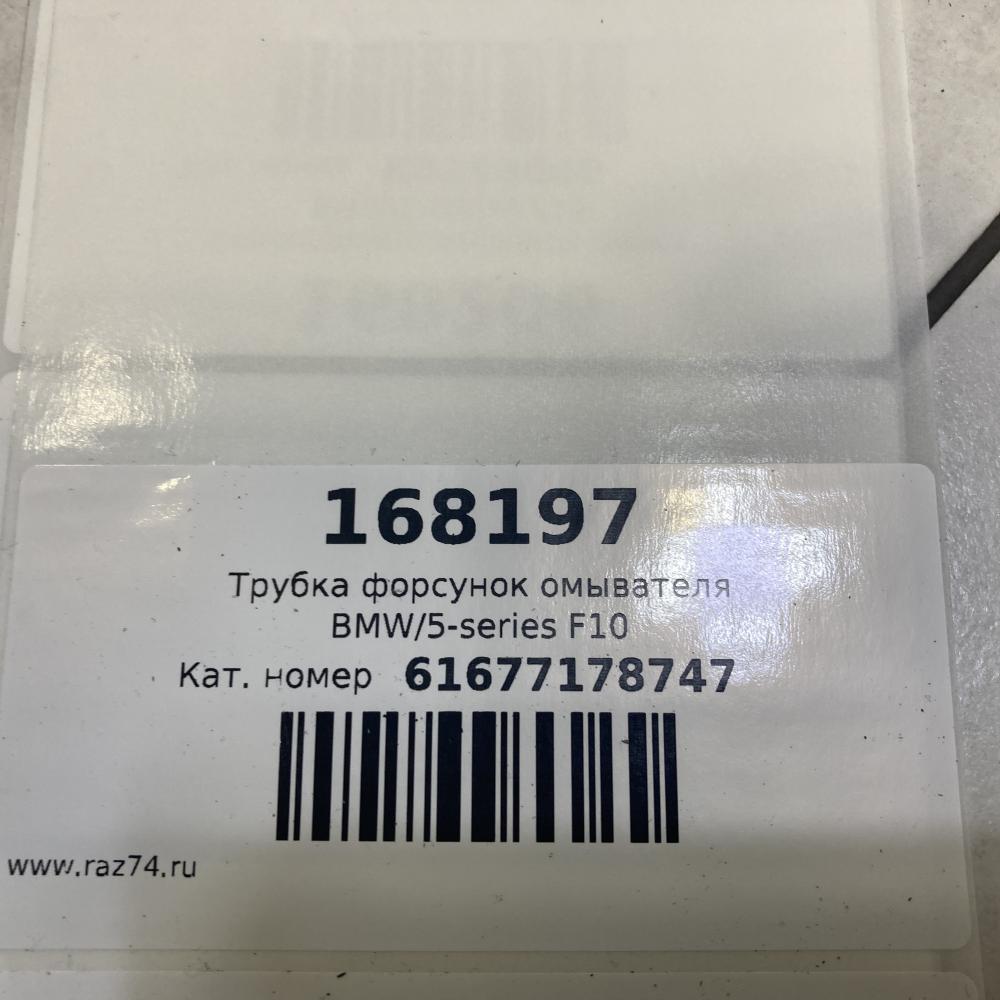 168197
Трубка форсунок омывателя
BMW/5-series F10
Кат. номер 61677178747
www.raz74.ru